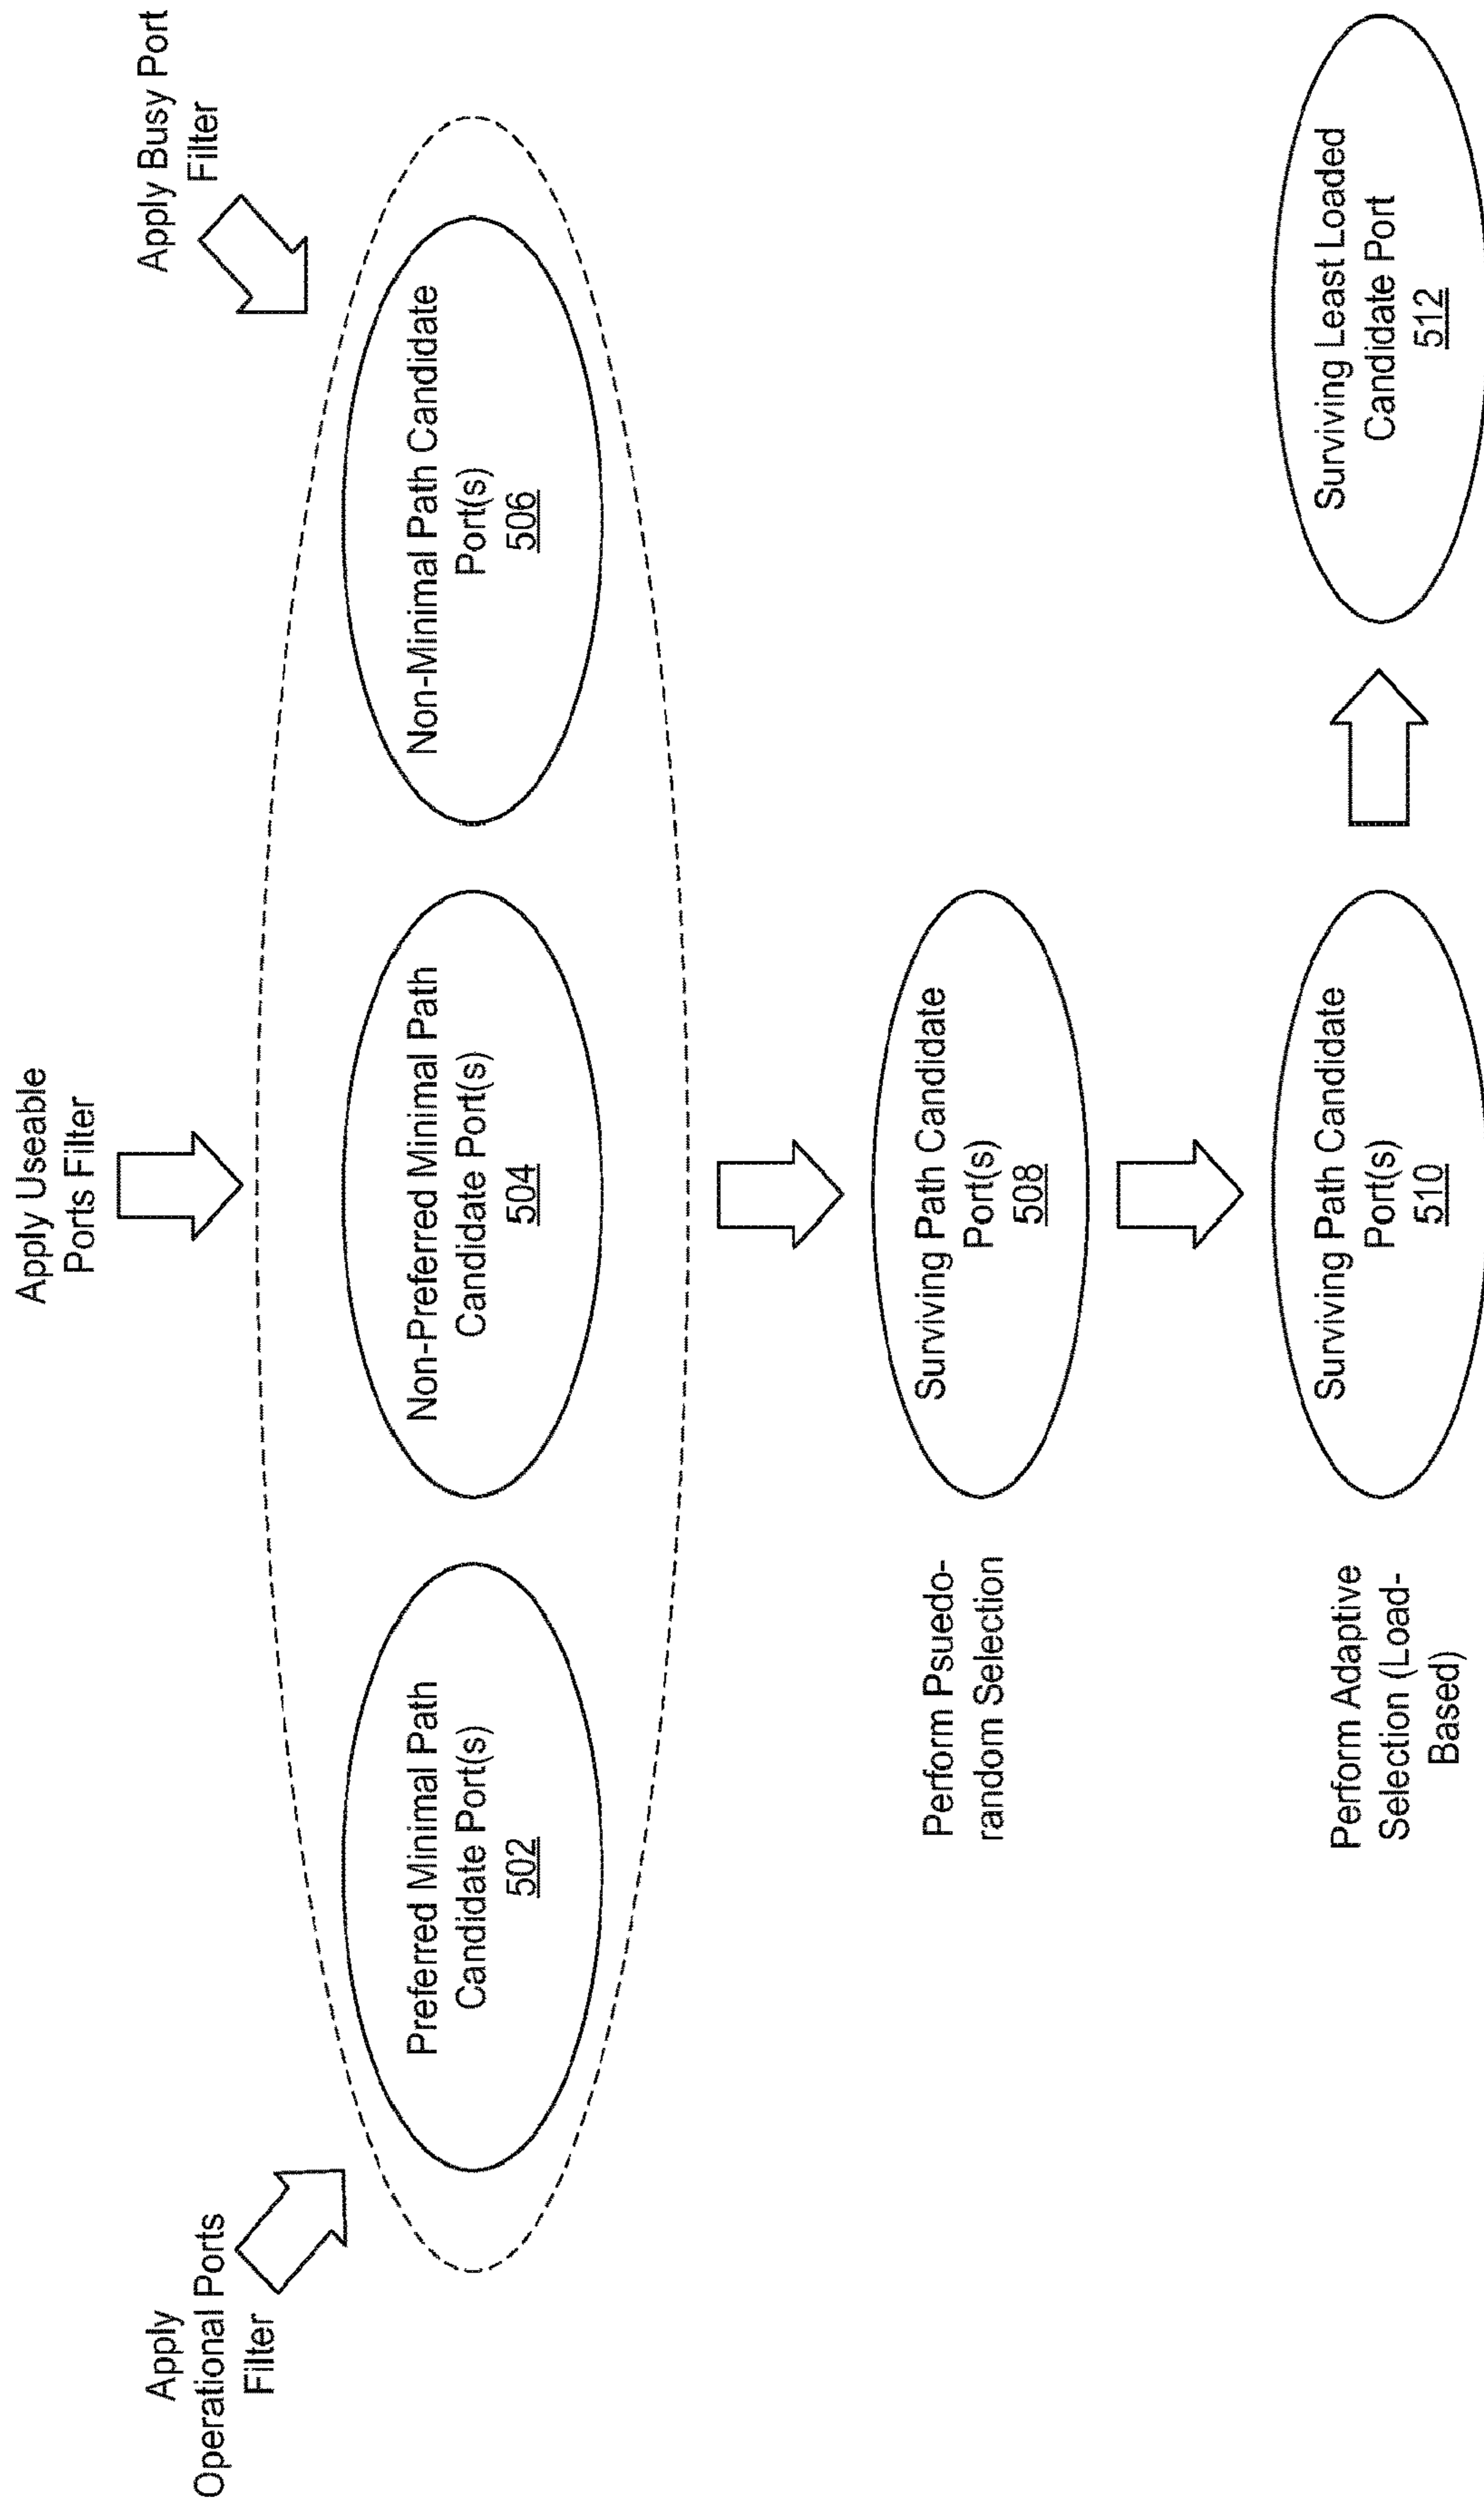 Apply
Operational Ports
Filter
Apply Useable
Ports Filter
Apply Busy Port
Filter
Preferred Minimal Path
Candidate Port(s)
502
Non-Preferred Minimal Path
Candidate Port(s)
504
Non-Minimal Path Candidate
Port(s)
506
Perform Psuedo-
random Selection
Surviving Path Candidate
Port(s)
508
Perform Adaptive
Selection (Load-
Based)
Surviving Path Candidate
Port(s)
510
Surviving Least Loaded
Candidate Port
512